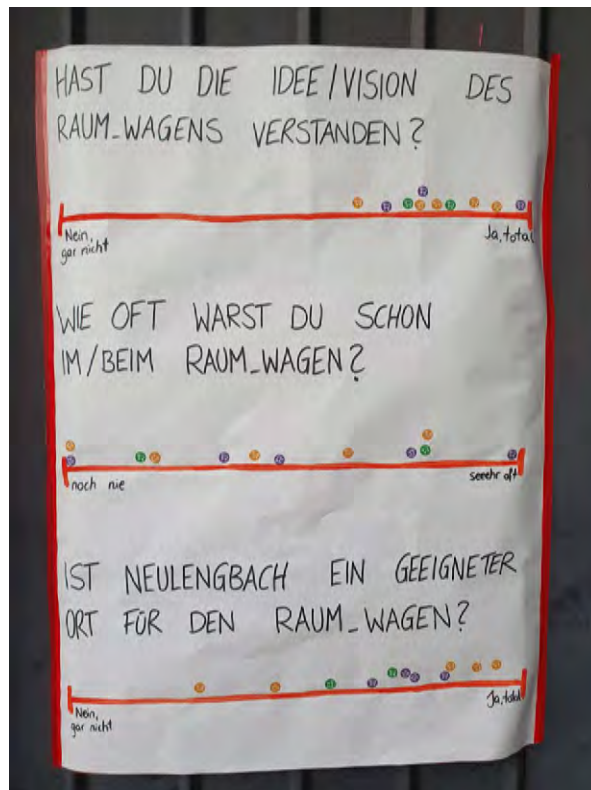 HAST DU DIE IDEE/VISION DES
RAUM_WAGENS VERSTANDEN?
Nein,
gar nicht
Ja, total
WIE OFT WARST DU SCHON
IM/BEIM RAUM_WAGEN?
noch nie
seeehr oft
IST NEULENGBACH EIN GEEIGNETER
ORT FÜR DEN RAUM_WAGEN?
Nein,
gar nicht
Ja, total